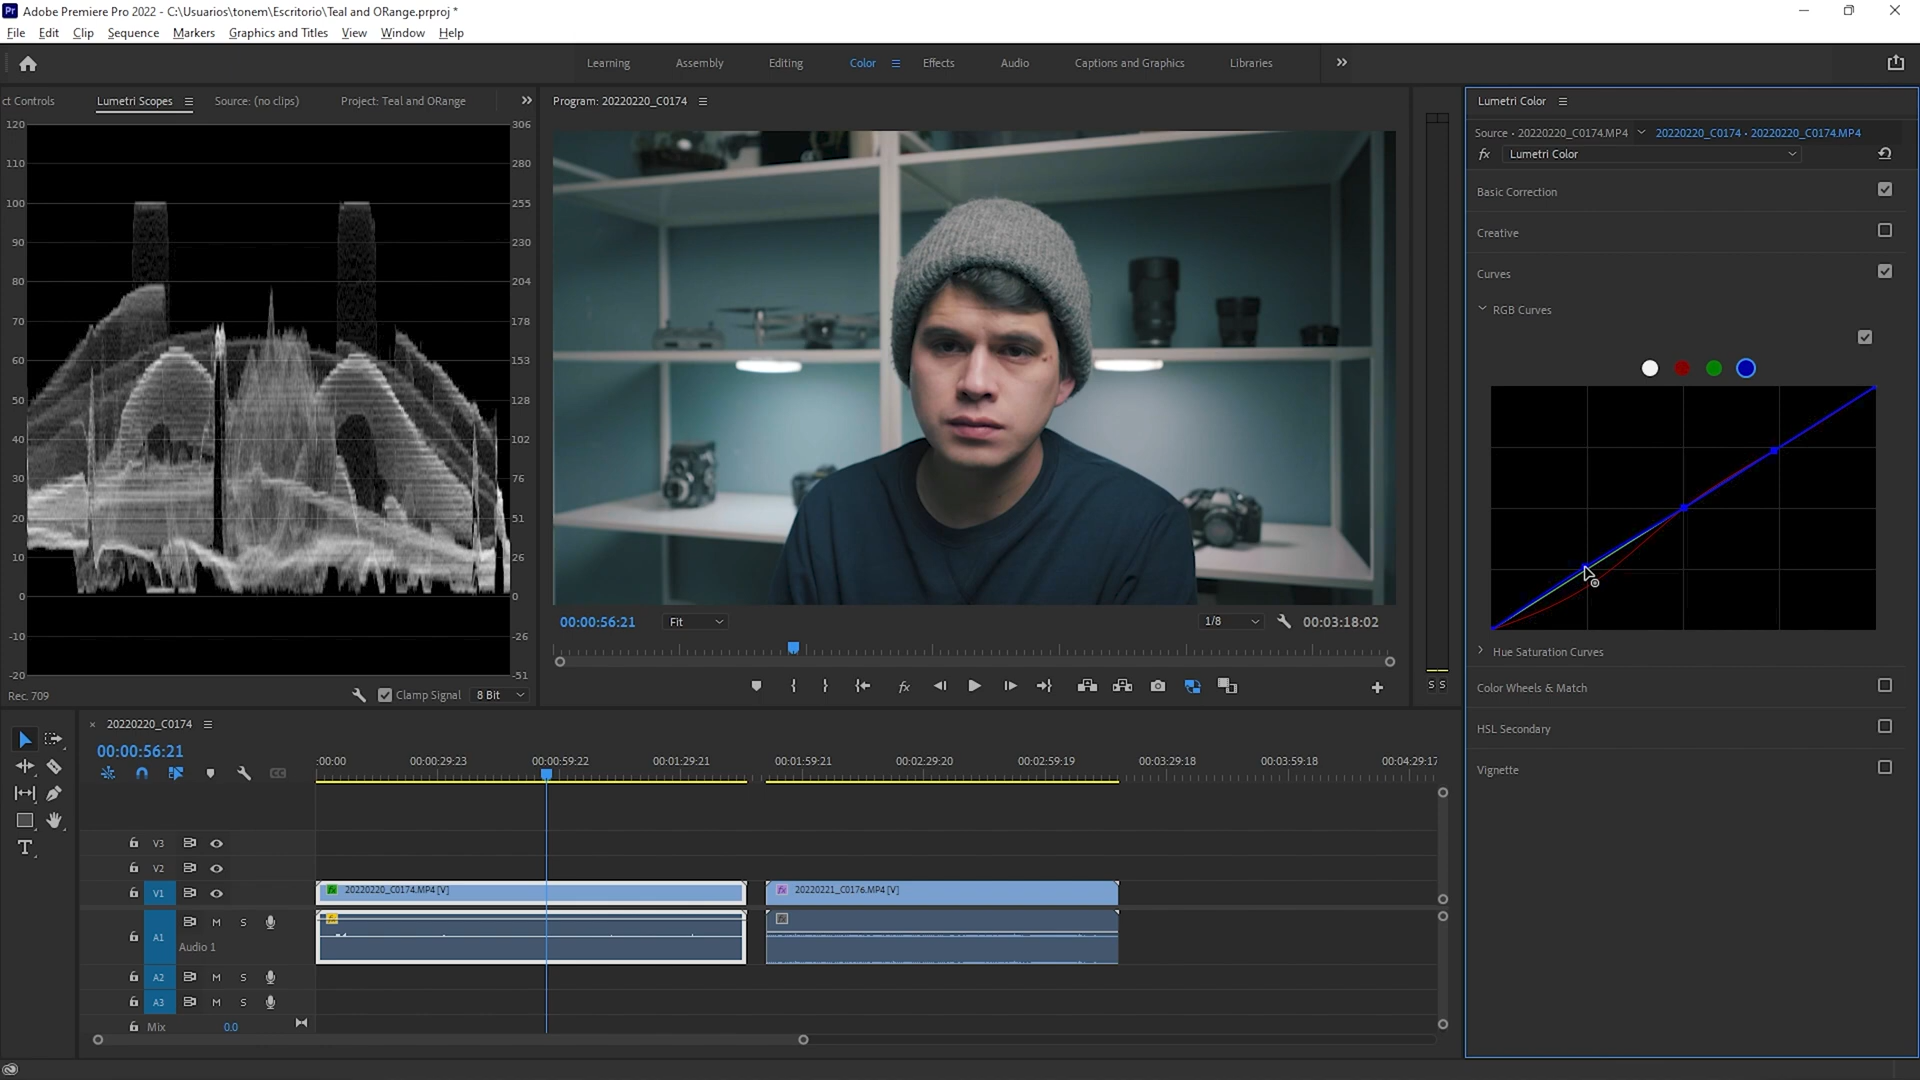 Pr Adobe Premiere Pro 2022 - C:\Usuarios\tonem\Escritorio\Teal and ORange.prproj *
File Edit Clip Sequence Markers Graphics and Titles View Window Help
Learning Assembly Editing Color Effects Audio Captions and Graphics Libraries
ct Controls Lumetri Scopes Source: (no clips) Project: Teal and ORange
Program: 20220220_C0174
Lumetri Color
Source • 20220220_C0174.MP4 20220220_C0174 • 20220220_C0174.MP4
fx Lumetri Color
Basic Correction
Creative
Curves
RGB Curves
Hue Saturation Curves
Color Wheels & Match
HSL Secondary
Vignette
120 306
110 280
100 255
90 230
80 204
70 178
60 153
50 128
40 102
30 76
20 51
10 26
0 0
-10 -26
-20 -51
Rec. 709 Clamp Signal 8 Bit
00:00:56:21 Fit 1/8 00:03:18:02
fx
S S
20220220_C0174
00:00:56:21
:00:00 00:00:29:23 00:00:59:22 00:01:29:21 00:01:59:21 00:02:29:20 00:02:59:19 00:03:29:18 00:03:59:18 00:04:29:17
V3
V2
V1 fx 20220220_C0174.MP4 [V] fx 20220221_C0176.MP4 [V]
A1 M S
Audio 1
A2 M S
A3 M S
Mix 0.0